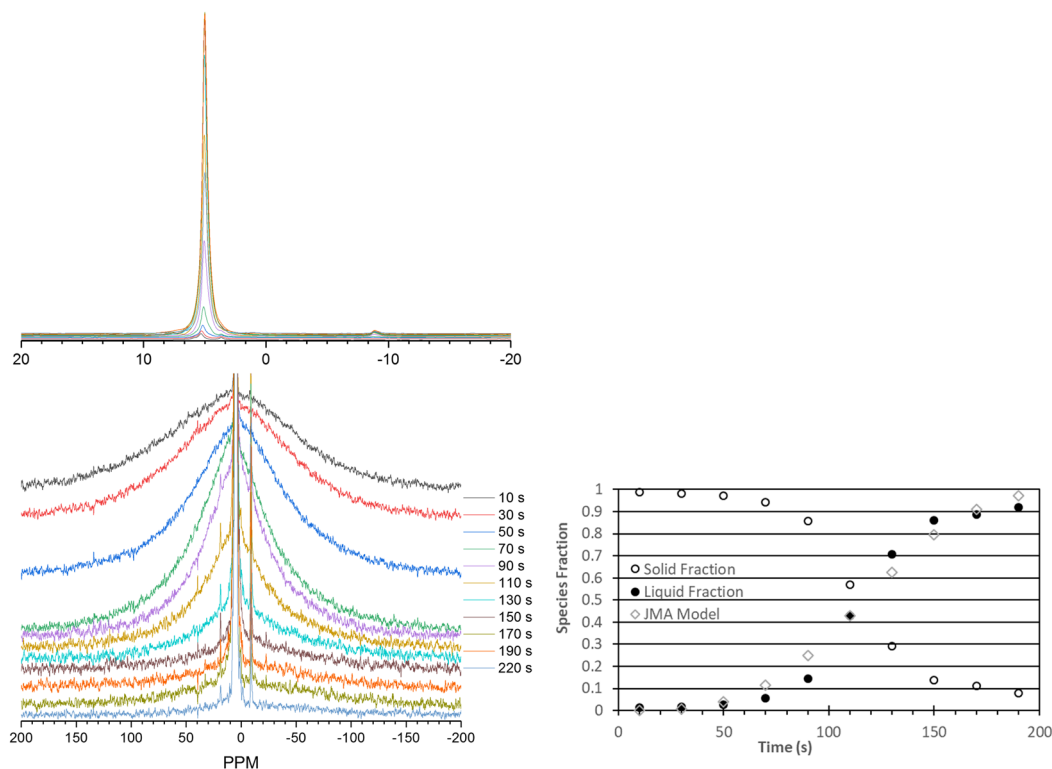 20 10 0 -10 -20
10 s
30 s
50 s
70 s
90 s
110 s
130 s
150 s
170 s
190 s
220 s
200 150 100 50 0 -50 -100 -150 -200
PPM
Species Fraction
1
0.9
0.8
0.7
0.6
0.5
0.4
0.3
0.2
0.1
0
Solid Fraction
Liquid Fraction
JMA Model
0 50 100 150 200
Time (s)